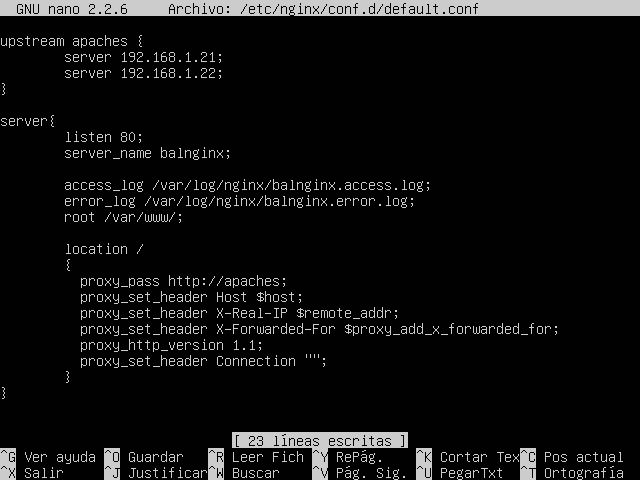 GNU nano 2.2.6     Archivo: /etc/nginx/conf.d/default.conf
upstream apaches {
        server 192.168.1.21;
        server 192.168.1.22;
}
server{
        listen 80;
        server_name balnginx;
        access_log /var/log/nginx/balnginx.access.log;
        error_log /var/log/nginx/balnginx.error.log;
        root /var/www/;
        location /
        {
          proxy_pass http://apaches;
          proxy_set_header Host $host;
          proxy_set_header X-Real-IP $remote_addr;
          proxy_set_header X-Forwarded-For $proxy_add_x_forwarded_for;
          proxy_http_version 1.1;
          proxy_set_header Connection "";
        }
}
[ 23 líneas escritas ]
^G Ver ayuda ^O Guardar ^R Leer Fich ^Y RePág. ^K Cortar Tex ^C Pos actual
^X Salir ^J Justificar ^W Buscar ^V Pág. Sig. ^U PegarTxt ^T Ortografía